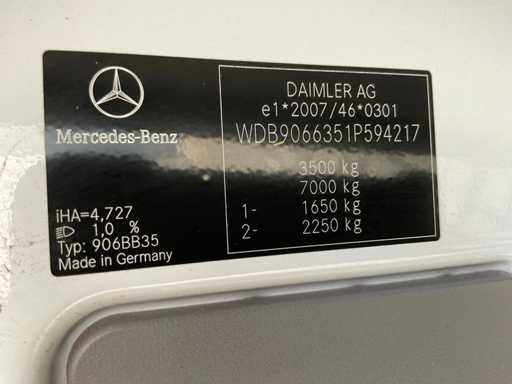 DAIMLER AG
e1*2007/46*0301
WDB9066351P594217
3500 kg
7000 kg
1- 1650 kg
2- 2250 kg
Mercedes-Benz
iHA=4,727
1,0 %
Typ: 906BB35
Made in Germany